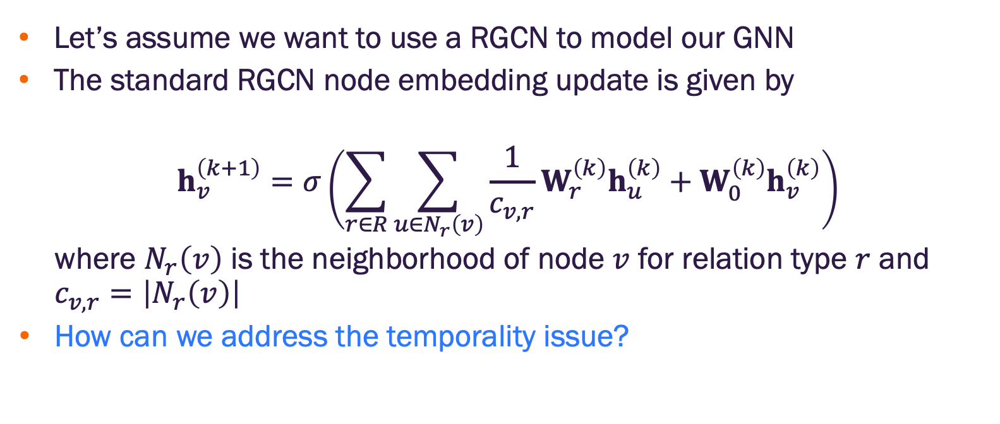 • Let's assume we want to use a RGCN to model our GNN
• The standard RGCN node embedding update is given by
$\mathbf{h}_v^{(k+1)} = \sigma\left(\sum_{r \in R} \sum_{u \in N_r(v)} \frac{1}{c_{v,r}} \mathbf{W}_r^{(k)} \mathbf{h}_u^{(k)} + \mathbf{W}_0^{(k)} \mathbf{h}_v^{(k)}\right)$
where $N_r(v)$ is the neighborhood of node $v$ for relation type $r$ and
$c_{v,r} = |N_r(v)|$
• How can we address the temporality issue?